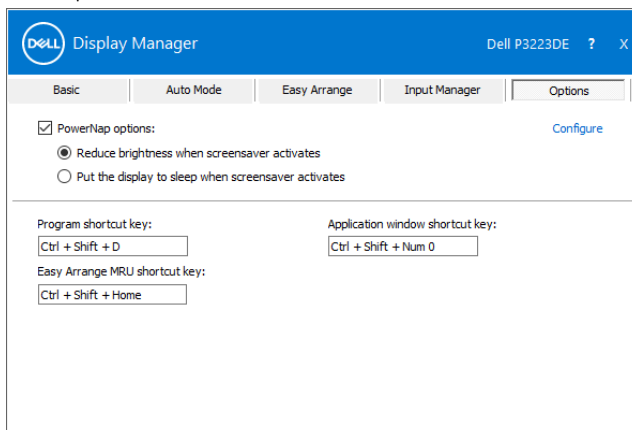 DELL Display Manager Dell P3223DE ? X
Basic Auto Mode Easy Arrange Input Manager Options
PowerNap options: Configure
Reduce brightness when screensaver activates
Put the display to sleep when screensaver activates
Program shortcut key: Application window shortcut key:
Ctrl + Shift + D Ctrl + Shift + Num 0
Easy Arrange MRU shortcut key:
Ctrl + Shift + Home